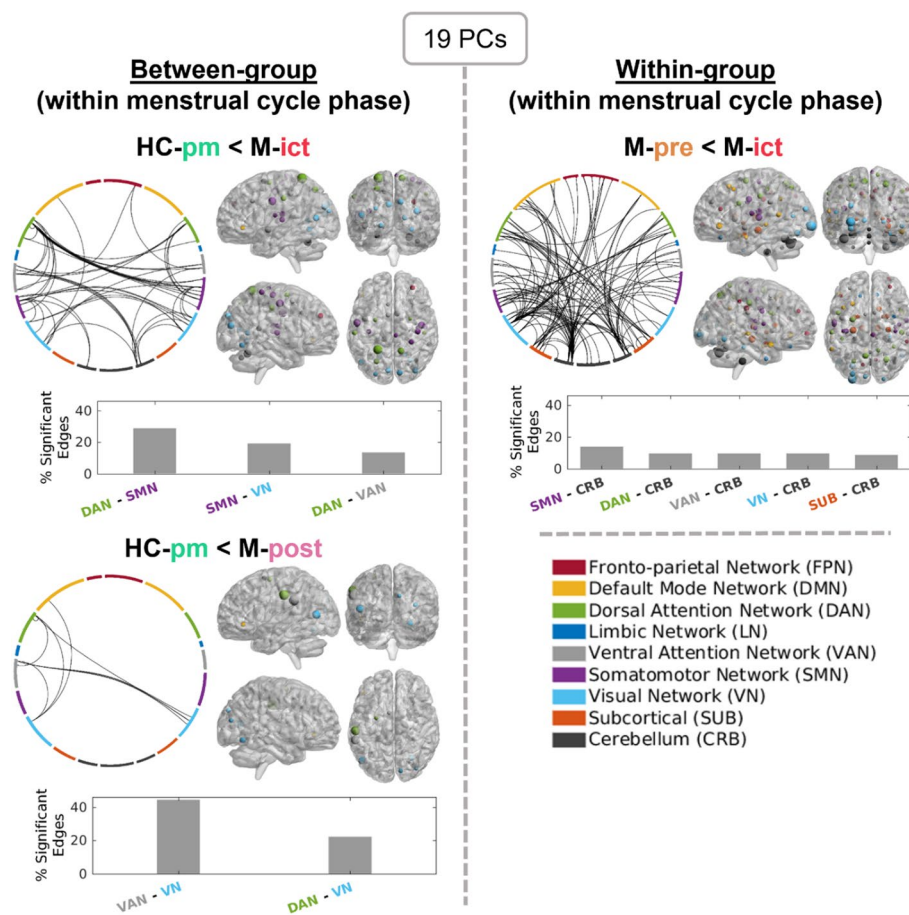 19 PCs
Between-group
(within menstrual cycle phase)
HC-pm < M-ict
% Significant
Edges
40
20
0
DAN - SMN
SMN - VN
DAN - VAN
HC-pm < M-post
% Significant
Edges
40
20
0
VAN - VN
DAN - VN
Within-group
(within menstrual cycle phase)
M-pre < M-ict
% Significant
Edges
40
20
0
SMN - CRB
DAN - CRB
VAN - CRB
VN - CRB
SUB - CRB
Fronto-parietal Network (FPN)
Default Mode Network (DMN)
Dorsal Attention Network (DAN)
Limbic Network (LN)
Ventral Attention Network (VAN)
Somatomotor Network (SMN)
Visual Network (VN)
Subcortical (SUB)
Cerebellum (CRB)